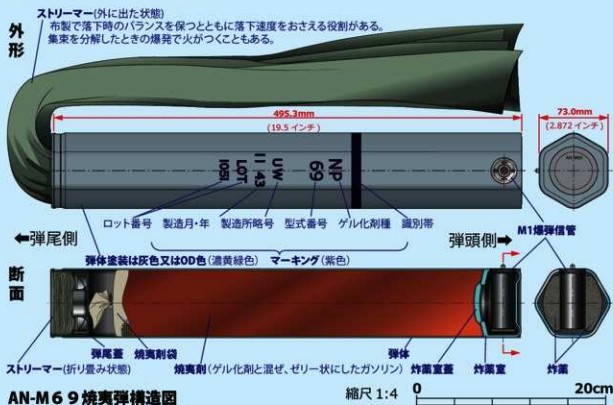 ストリーマー(外に出た状態)
布製で落下時のバランスを保つとともに落下速度をおさえる役割がある。
集束を分解したときの爆発で火がつくこともある。
外形
495.3mm
(19.5 インチ)
73.0mm
(2.872 インチ)
NP
69
UW
11 43
LOT
1051
ロット番号
製造月・年
製造所略号
型式番号
ゲル化剤種
識別帯
M1爆弾信管
←弾尾側
弾頭側→
弾体塗装は灰色又はOD色(濃黄緑色)
マーキング(紫色)
断面
弾尾蓋
焼夷剤袋
弾体
炸薬室蓋
炸薬室
炸薬
ストリーマー(折り畳み状態)
焼夷剤(ゲル化剤と混ぜ、ゼリー状にしたガソリン)
AN-M69焼夷弾構造図
縮尺 1:4
0
20cm